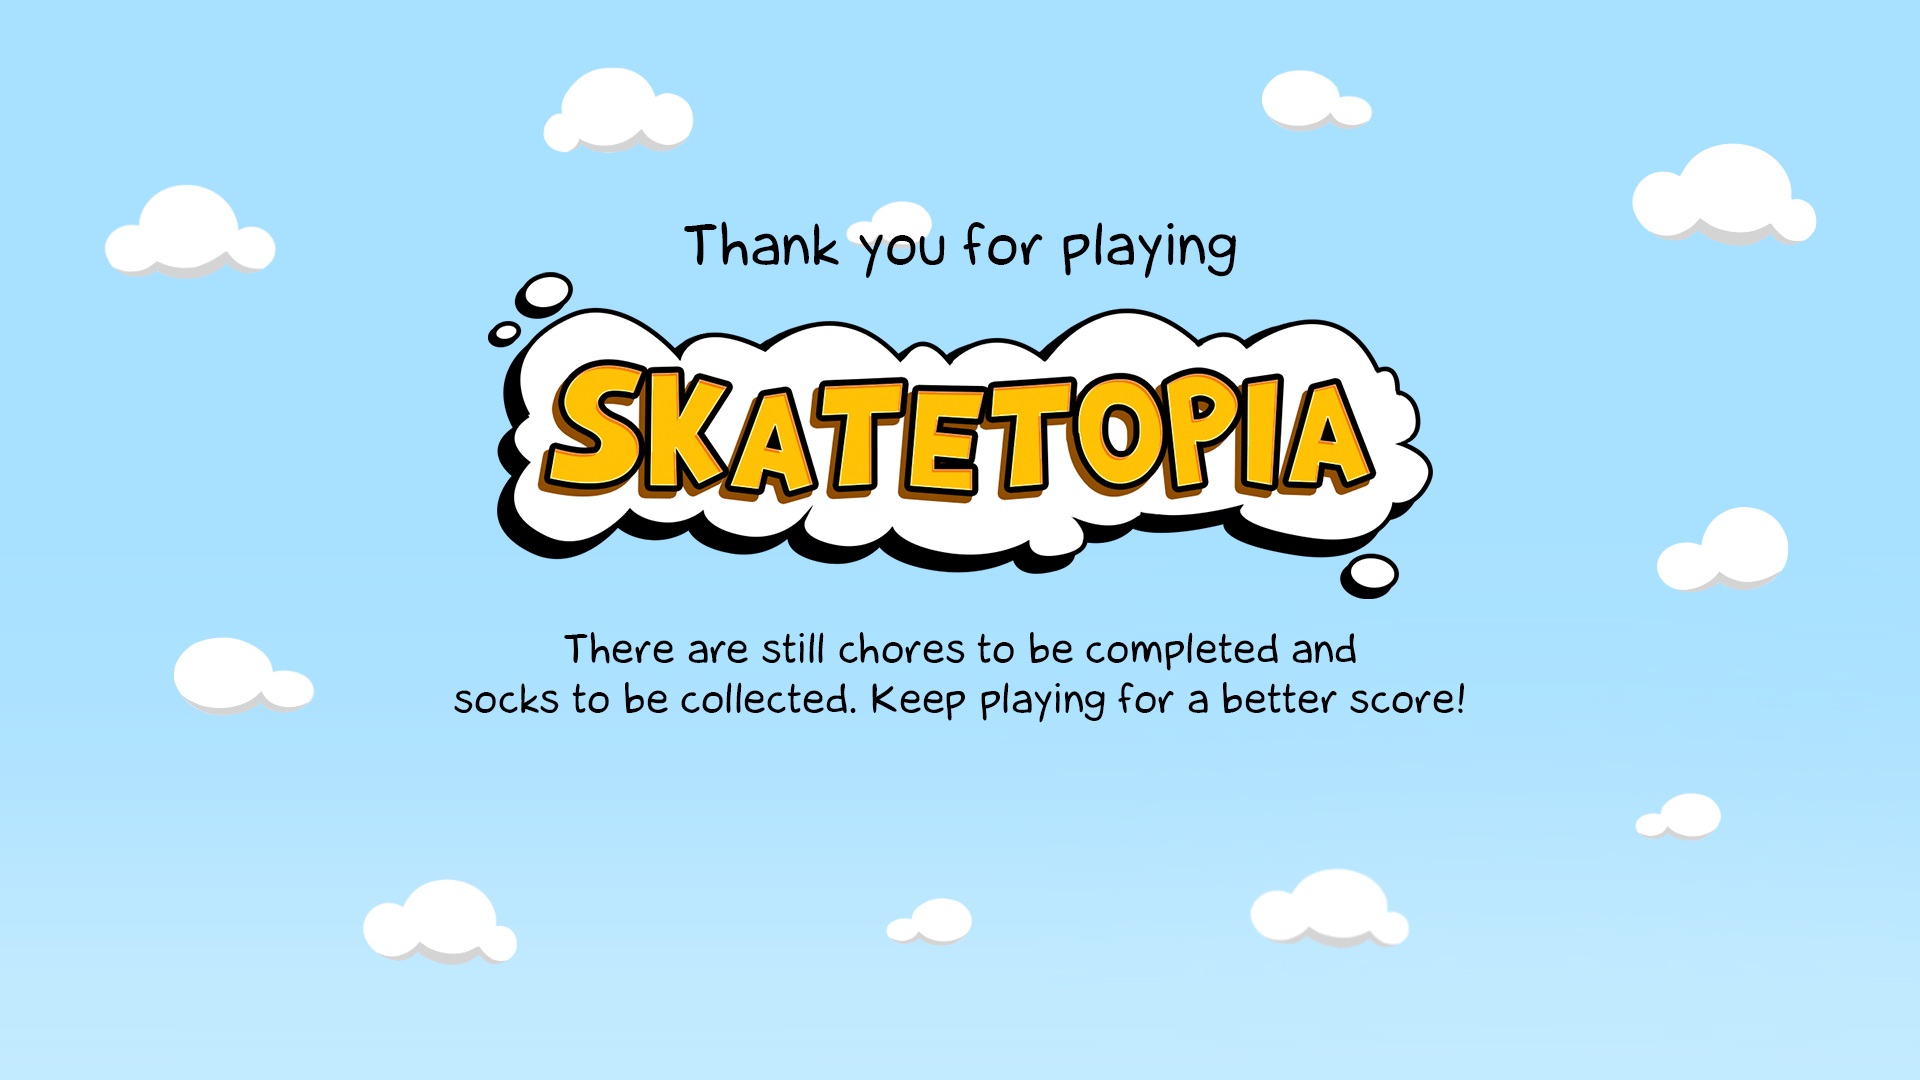 Thank you for playing
SKATETOPIA
There are still chores to be completed and
socks to be collected. Keep playing for a better score!